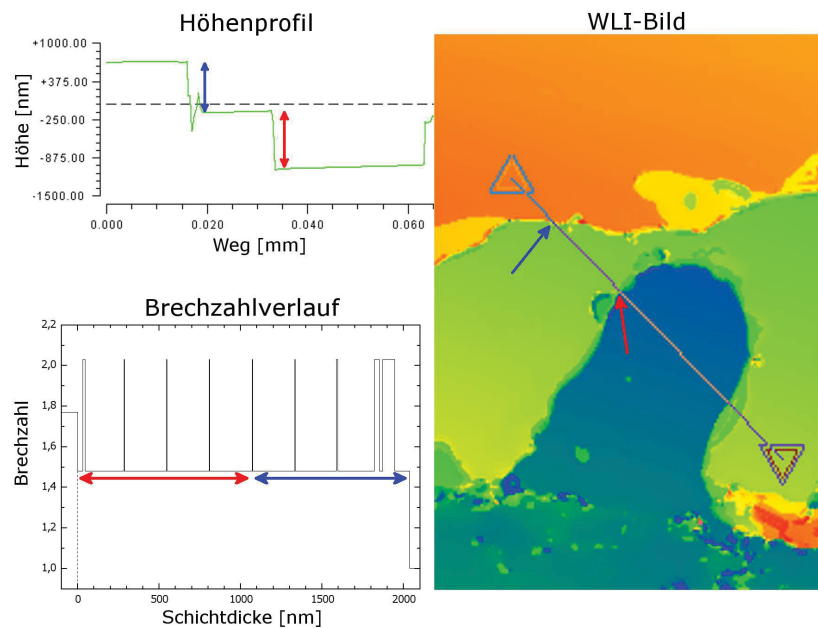 Höhenprofil
WLI-Bild
Höhe [nm]
+1000.00
+375.00
-250.00
-875.00
-1500.00
0.000 0.020 0.040 0.060
Weg [mm]
Brechzahlverlauf
Brechzahl
2,2
2,0
1,8
1,6
1,4
1,2
1,0
0 500 1000 1500 2000
Schichtdicke [nm]